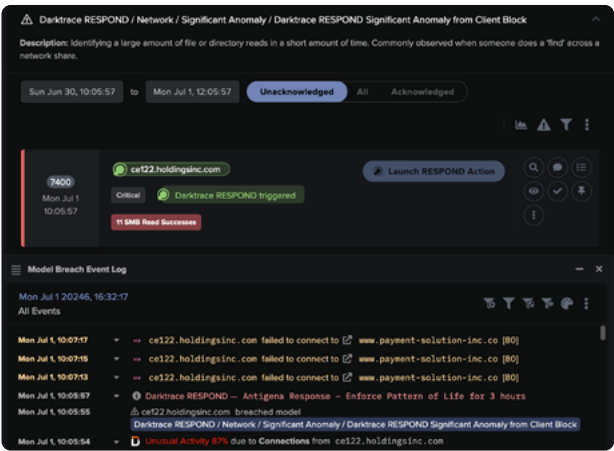 Darktrace RESPOND / Network / Significant Anomaly / Darktrace RESPOND Significant Anomaly from Client Block
Description: Identifying a large amount of file or directory reads in a short amount of time. Commonly observed when someone does a 'find' across a
network share.
Sun Jun 30, 10:05:57 to Mon Jul 1, 12:05:57 Unacknowledged All Acknowledged
7400
Mon Jul 1
10:05:57
ce122.holdingsinc.com
Launch RESPOND Action
Critical Darktrace RESPOND triggered
11 SMB Read Successes
Model Breach Event Log
Mon Jul 1 20246, 16:32:17
All Events
Mon Jul 1, 10:07:17 ce122.holdingsinc.com failed to connect to www.payment-solution-inc.co [80]
Mon Jul 1, 10:07:15 ce122.holdingsinc.com failed to connect to www.payment-solution-inc.co [80]
Mon Jul 1, 10:07:13 ce122.holdingsinc.com failed to connect to www.payment-solution-inc.co [80]
Mon Jul 1, 10:05:57 Darktrace RESPOND — Antigena Response - Enforce Pattern of Life for 3 hours
Mon Jul 1, 10:05:55 ce122.holdingsinc.com breached model
Darktrace RESPOND / Network / Significant Anomaly / Darktrace RESPOND Significant Anomaly from Client Block
Mon Jul 1, 10:05:54 Unusual Activity 87% due to Connections from ce122.holdingsinc.com